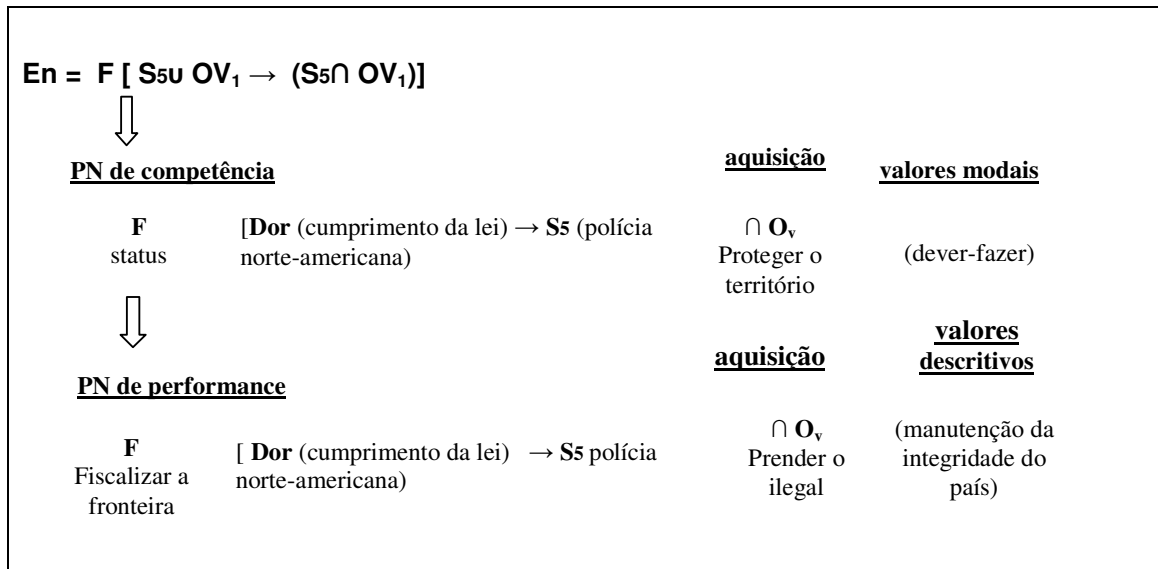 En = F [ S5∪ OV1 → (S5∩ OV1)]
PN de competência
aquisição
valores modais
F
status
[Dor (cumprimento da lei) → S5 (polícia
norte-americana)
∩ Ov
Proteger o
território
(dever-fazer)
PN de performance
aquisição
valores
descritivos
F
Fiscalizar a
fronteira
[ Dor (cumprimento da lei) → S5 polícia
norte-americana)
∩ Ov
Prender o
ilegal
(manutenção da
integridade do
país)